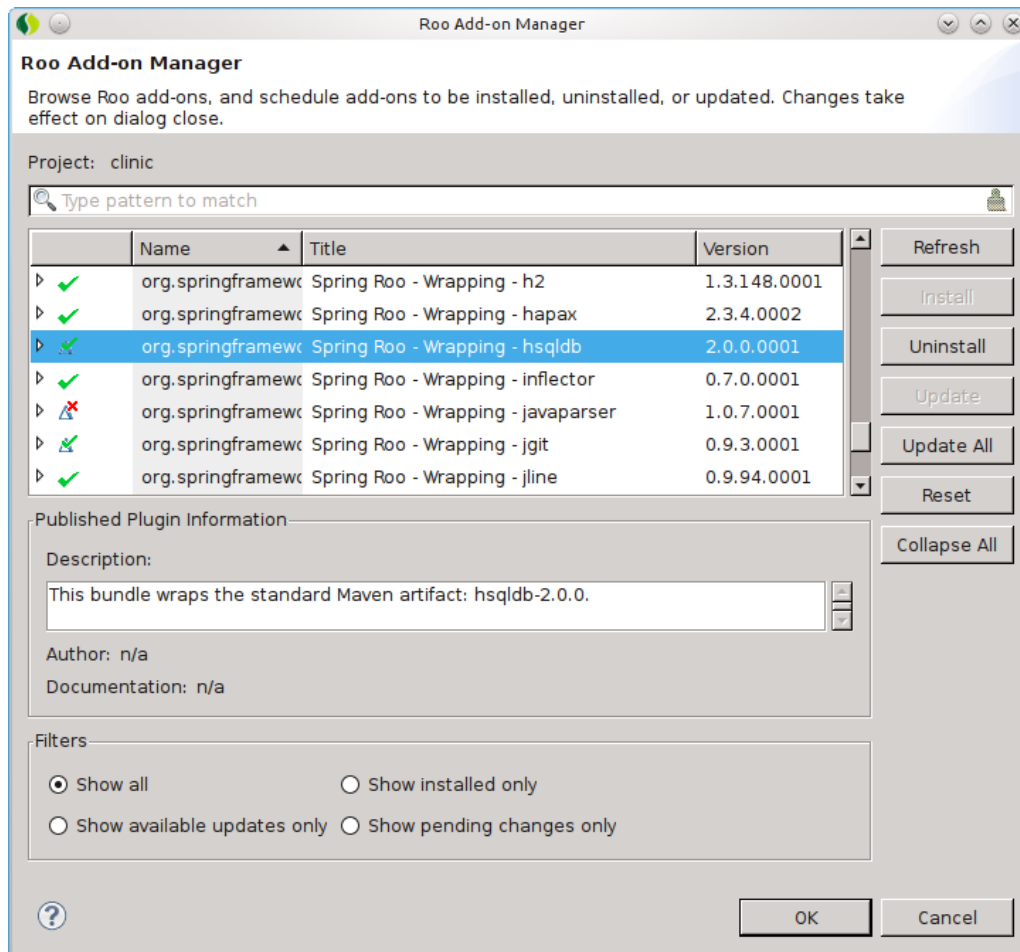 Roo Add-on Manager
Roo Add-on Manager
Browse Roo add-ons, and schedule add-ons to be installed, uninstalled, or updated. Changes take
effect on dialog close.
Project: clinic
Type pattern to match
Name Title Version
org.springframewo Spring Roo - Wrapping - h2 1.3.148.0001
org.springframewo Spring Roo - Wrapping - hapax 2.3.4.0002
org.springframewo Spring Roo - Wrapping - hsqldb 2.0.0.0001
org.springframewo Spring Roo - Wrapping - inflector 0.7.0.0001
org.springframewo Spring Roo - Wrapping - javaparser 1.0.7.0001
org.springframewo Spring Roo - Wrapping - jgit 0.9.3.0001
org.springframewo Spring Roo - Wrapping - jline 0.9.94.0001
Refresh
Install
Uninstall
Update
Update All
Reset
Collapse All
Published Plugin Information
Description:
This bundle wraps the standard Maven artifact: hsqldb-2.0.0.
Author: n/a
Documentation: n/a
Filters
Show all Show installed only
Show available updates only Show pending changes only
? OK Cancel